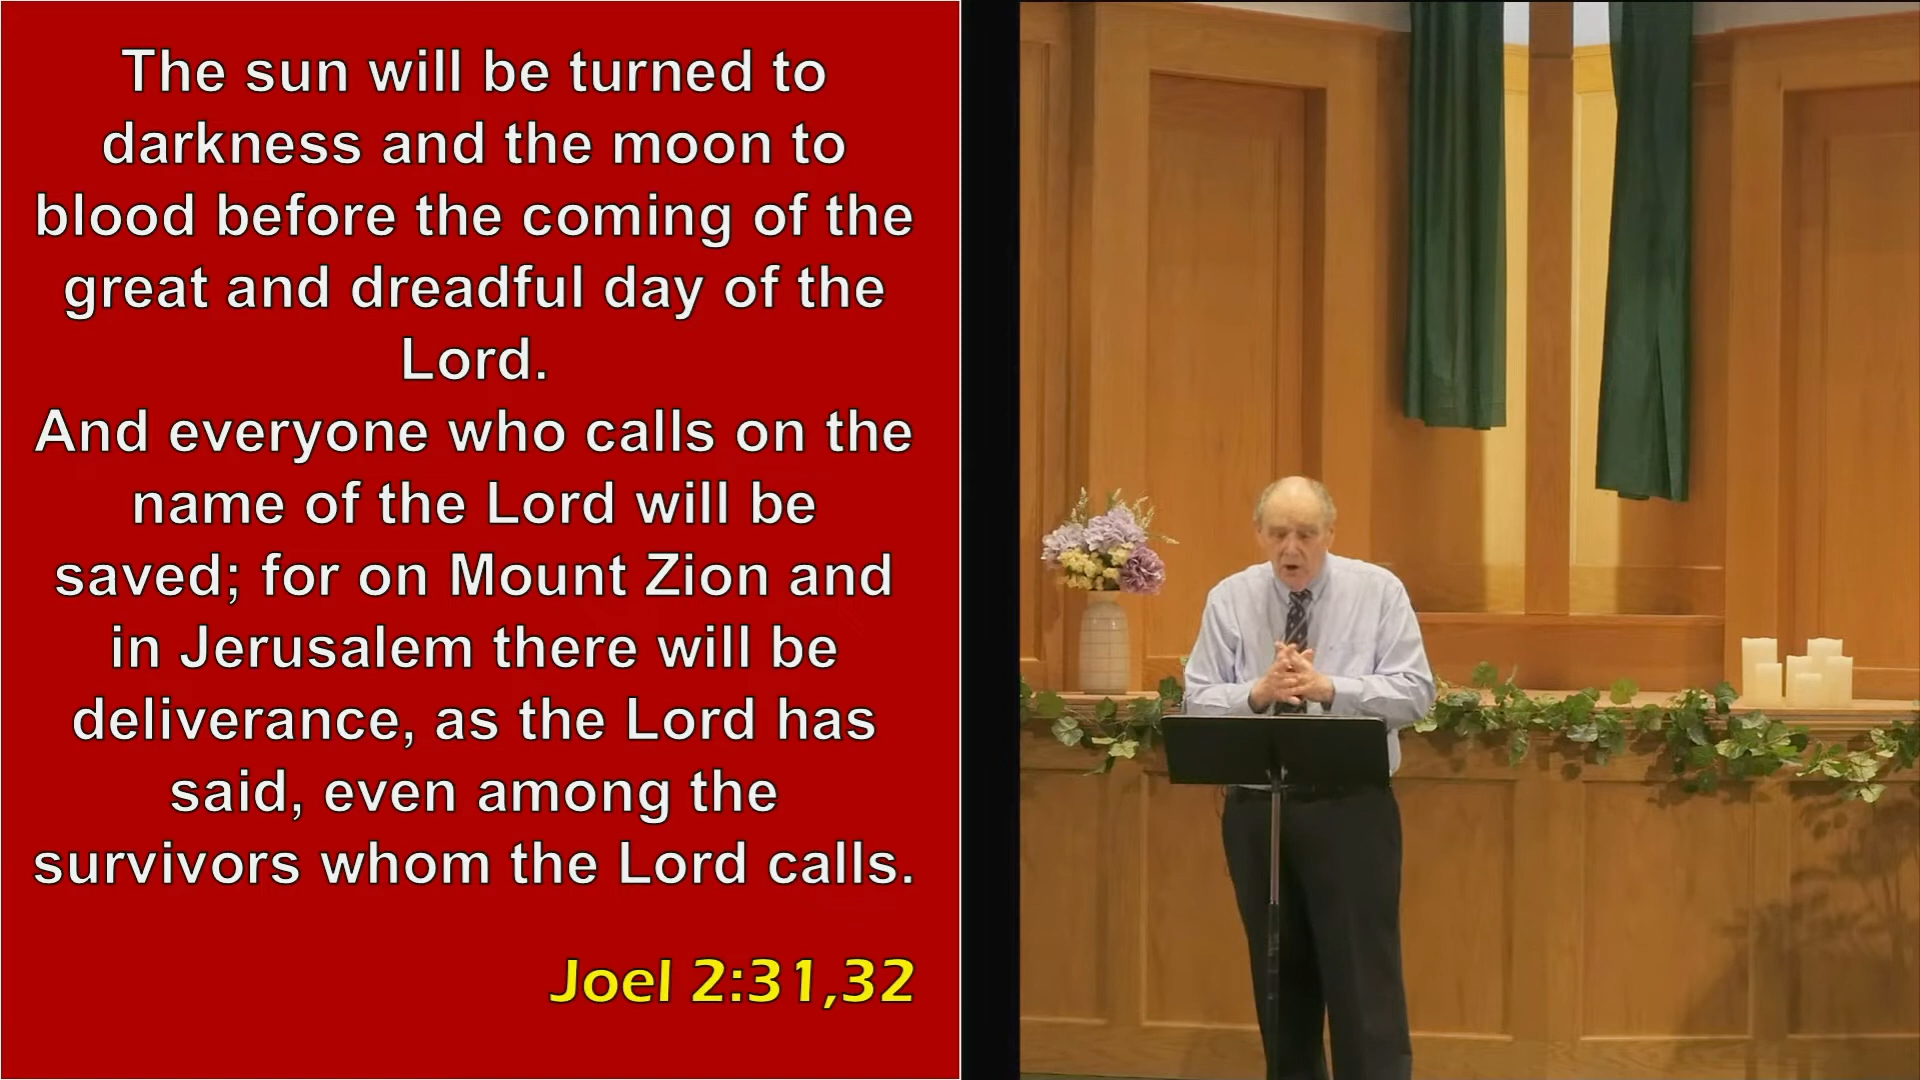 The sun will be turned to
darkness and the moon to
blood before the coming of the
great and dreadful day of the
Lord.
And everyone who calls on the
name of the Lord will be
saved; for on Mount Zion and
in Jerusalem there will be
deliverance, as the Lord has
said, even among the
survivors whom the Lord calls.
Joel 2:31,32